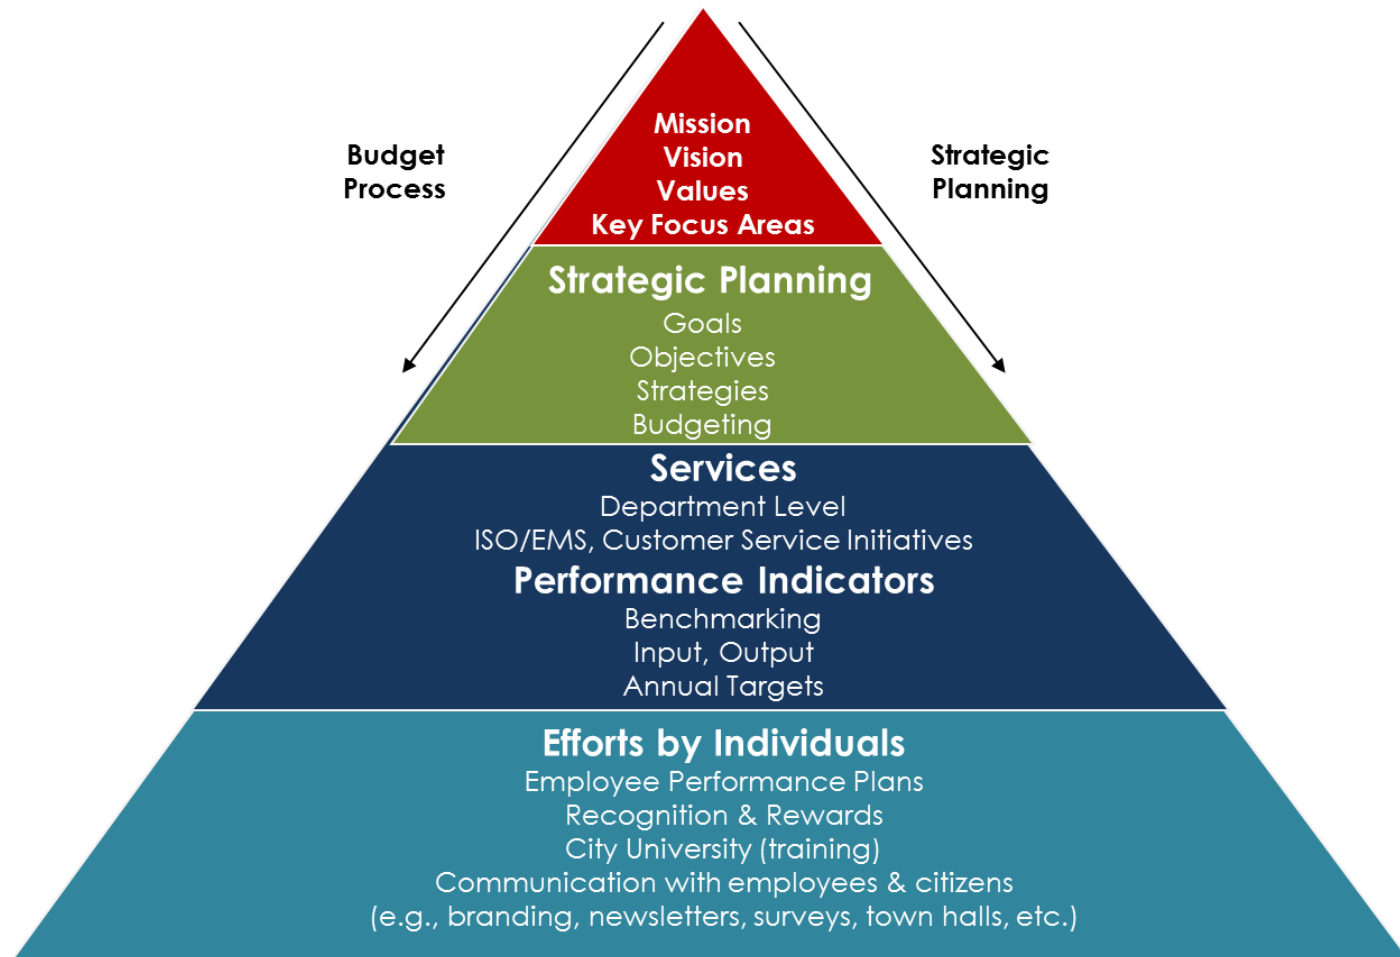 Budget
Process
Strategic
Planning
Mission
Vision
Values
Key Focus Areas
Strategic Planning
Goals
Objectives
Strategies
Budgeting
Services
Department Level
ISO/EMS, Customer Service Initiatives
Performance Indicators
Benchmarking
Input, Output
Annual Targets
Efforts by Individuals
Employee Performance Plans
Recognition & Rewards
City University (training)
Communication with employees & citizens
(e.g., branding, newsletters, surveys, town halls, etc.)